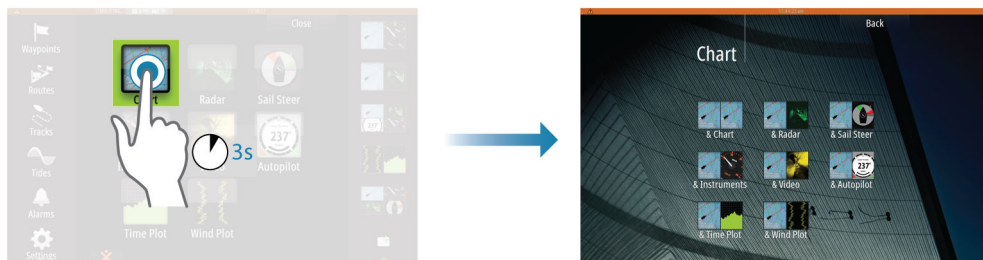 Close
Waypoints
Routes
Tracks
Tides
Alarms
Settings
Chart
Radar
Sail Steer
237°
Autopilot
3s
Time Plot
Wind Plot
237
Back
Chart
& Chart
& Radar
& Sail Steer
& Instruments
& Video
237°
& Autopilot
& Time Plot
& Wind Plot